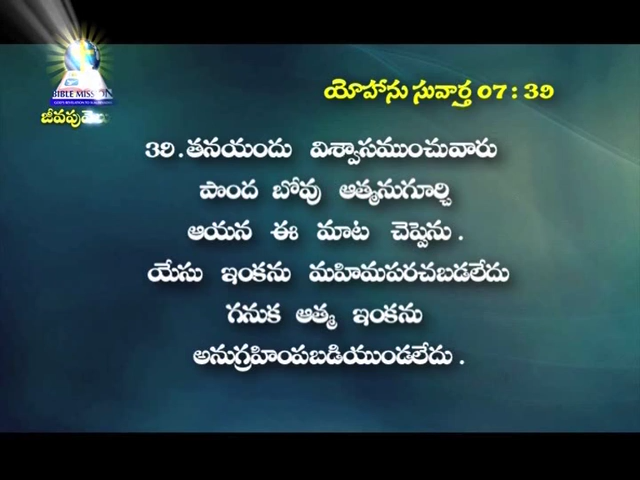 BIBLE MISSION
యోహాను సువార్త 07 : 39
39.తనయందు విశ్వాసముంచువారు
పొంద బోవు ఆత్మనుగూర్చి
ఆయన ఈ మాట చెప్పెను.
యేసు ఇంకను మహిమపరచబడలేదు
గనుక ఆత్మ ఇంకను
అనుగ్రహింపబడియుండలేదు.